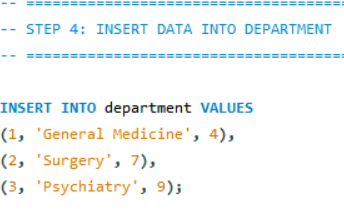 -- =====================================
-- STEP 4: INSERT DATA INTO DEPARTMENT
-- =====================================
INSERT INTO department VALUES
(1, 'General Medicine', 4),
(2, 'Surgery', 7),
(3, 'Psychiatry', 9);